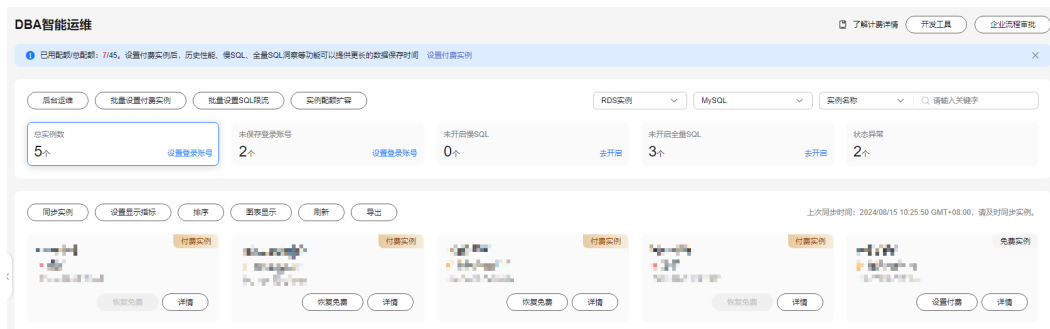 DBA智能运维 了解计费详情 开发工具 企业流程审批
已用配额/总配额：7/45。设置付费实例后，历史性能、慢SQL、全量SQL洞察等功能可以提供更长的数据保存时间 设置付费实例
后台运维 批量设置付费实例 批量设置SQL限流 实例配额扩容 RDS实例 MySQL 实例名称 请输入关键字
总实例数 未保存登录账号 未开启慢SQL 未开启全量SQL 状态异常
5个 设置登录账号 2个 设置登录账号 0个 去开启 3个 去开启 2个
同步实例 设置显示指标 排序 图表显示 刷新 导出 上次同步时间：2024/08/15 10:25:50 GMT+08:00，请及时同步实例。
付费实例 付费实例 付费实例 付费实例 免费实例
恢复免费 详情 恢复免费 详情 恢复免费 详情 恢复免费 详情 设置付费 详情